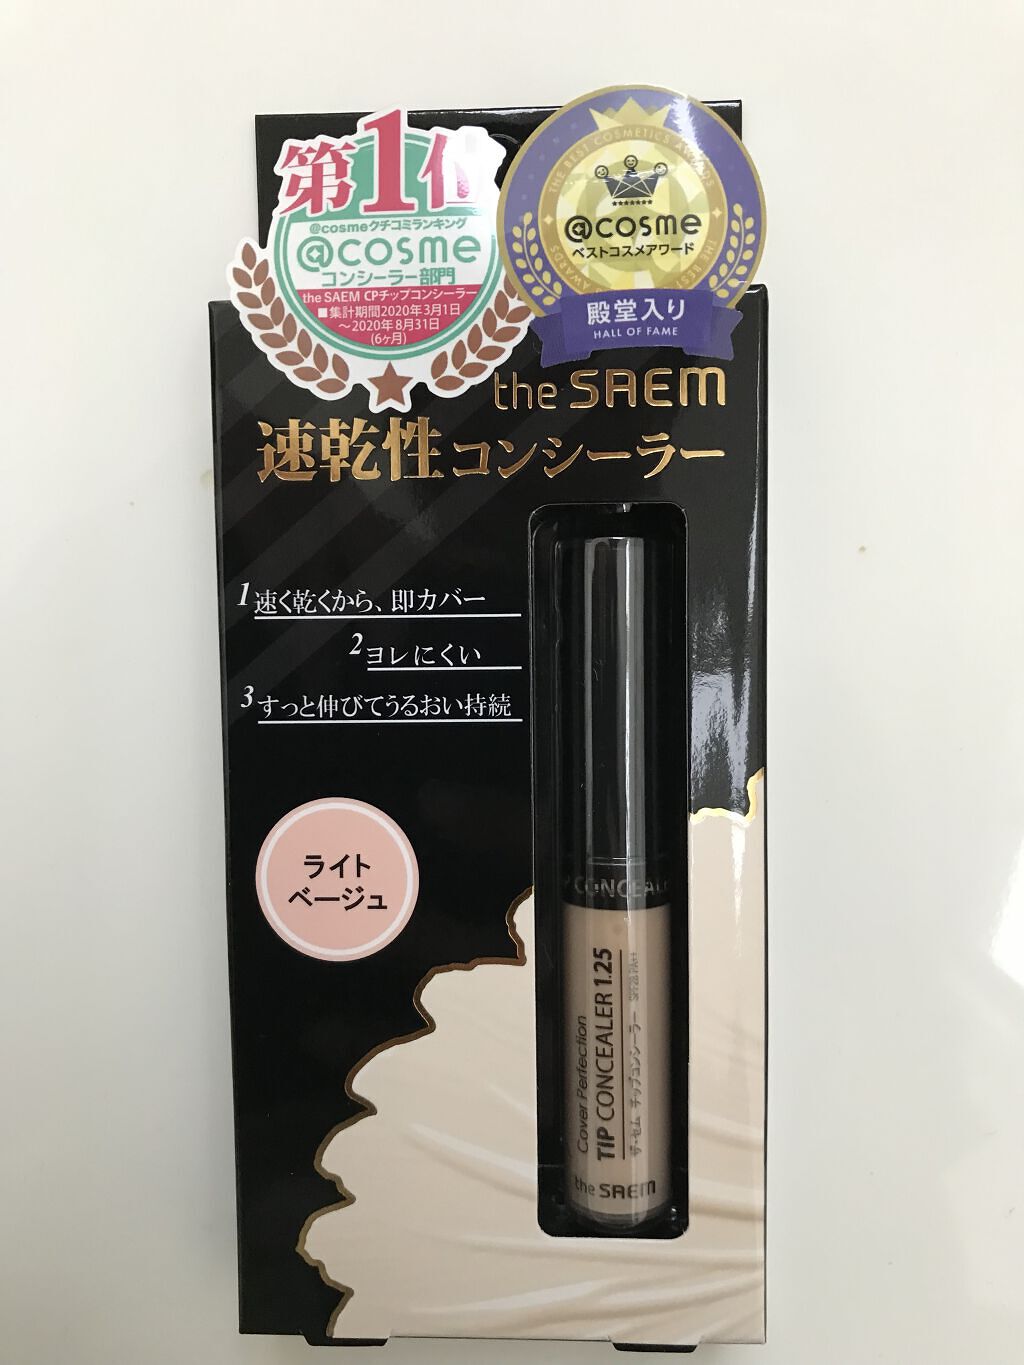 第1位
@cosmeクチコミランキング
@cosme
コンシーラー部門
the SAEM CPチップコンシーラー
■集計期間2020年3月1日
～2020年8月31日
(6ヶ月)
THE BEST COSMETICS AWARDS
@cosme
ベストコスメアワード
殿堂入り
HALL OF FAME
the SAEM
速乾性コンシーラー
1 速く乾くから、即カバー
2 ヨレにくい
3 すっと伸びてうるおい持続
ライト
ベージュ
CONCEAL
Cover Perfection
TIP CONCEALER 1.25
ザ・セム チップコンシーラー SPF28 PA++
the SAEM